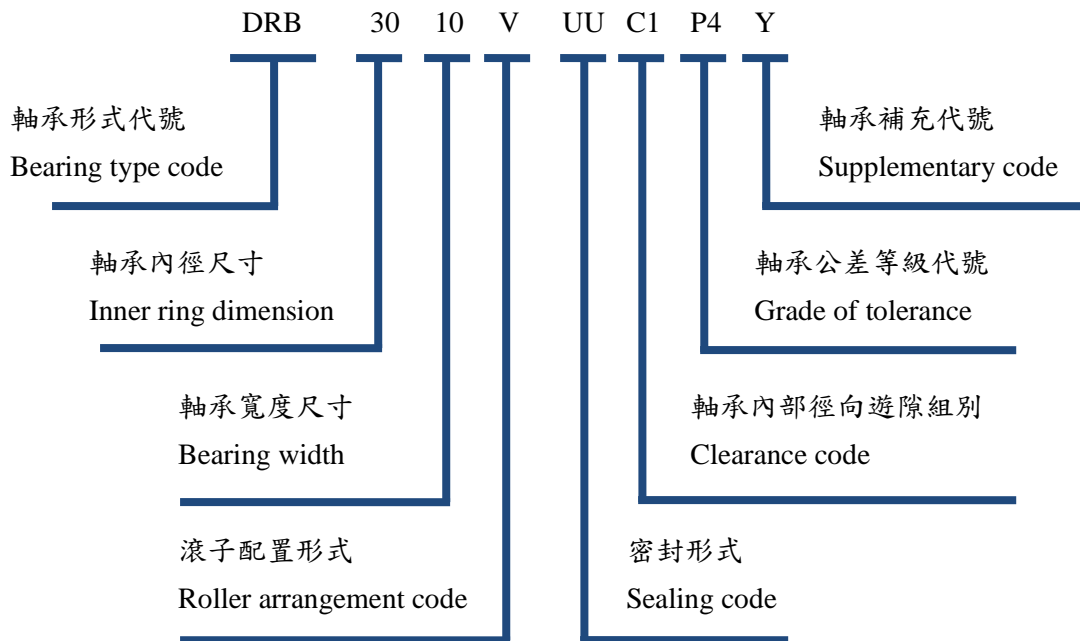 DRB 30 10 V UU C1 P4 Y
軸承形式代號
Bearing type code
軸承補充代號
Supplementary code
軸承內徑尺寸
Inner ring dimension
軸承公差等級代號
Grade of tolerance
軸承寬度尺寸
Bearing width
軸承內部徑向遊隙組別
Clearance code
滾子配置形式
Roller arrangement code
密封形式
Sealing code